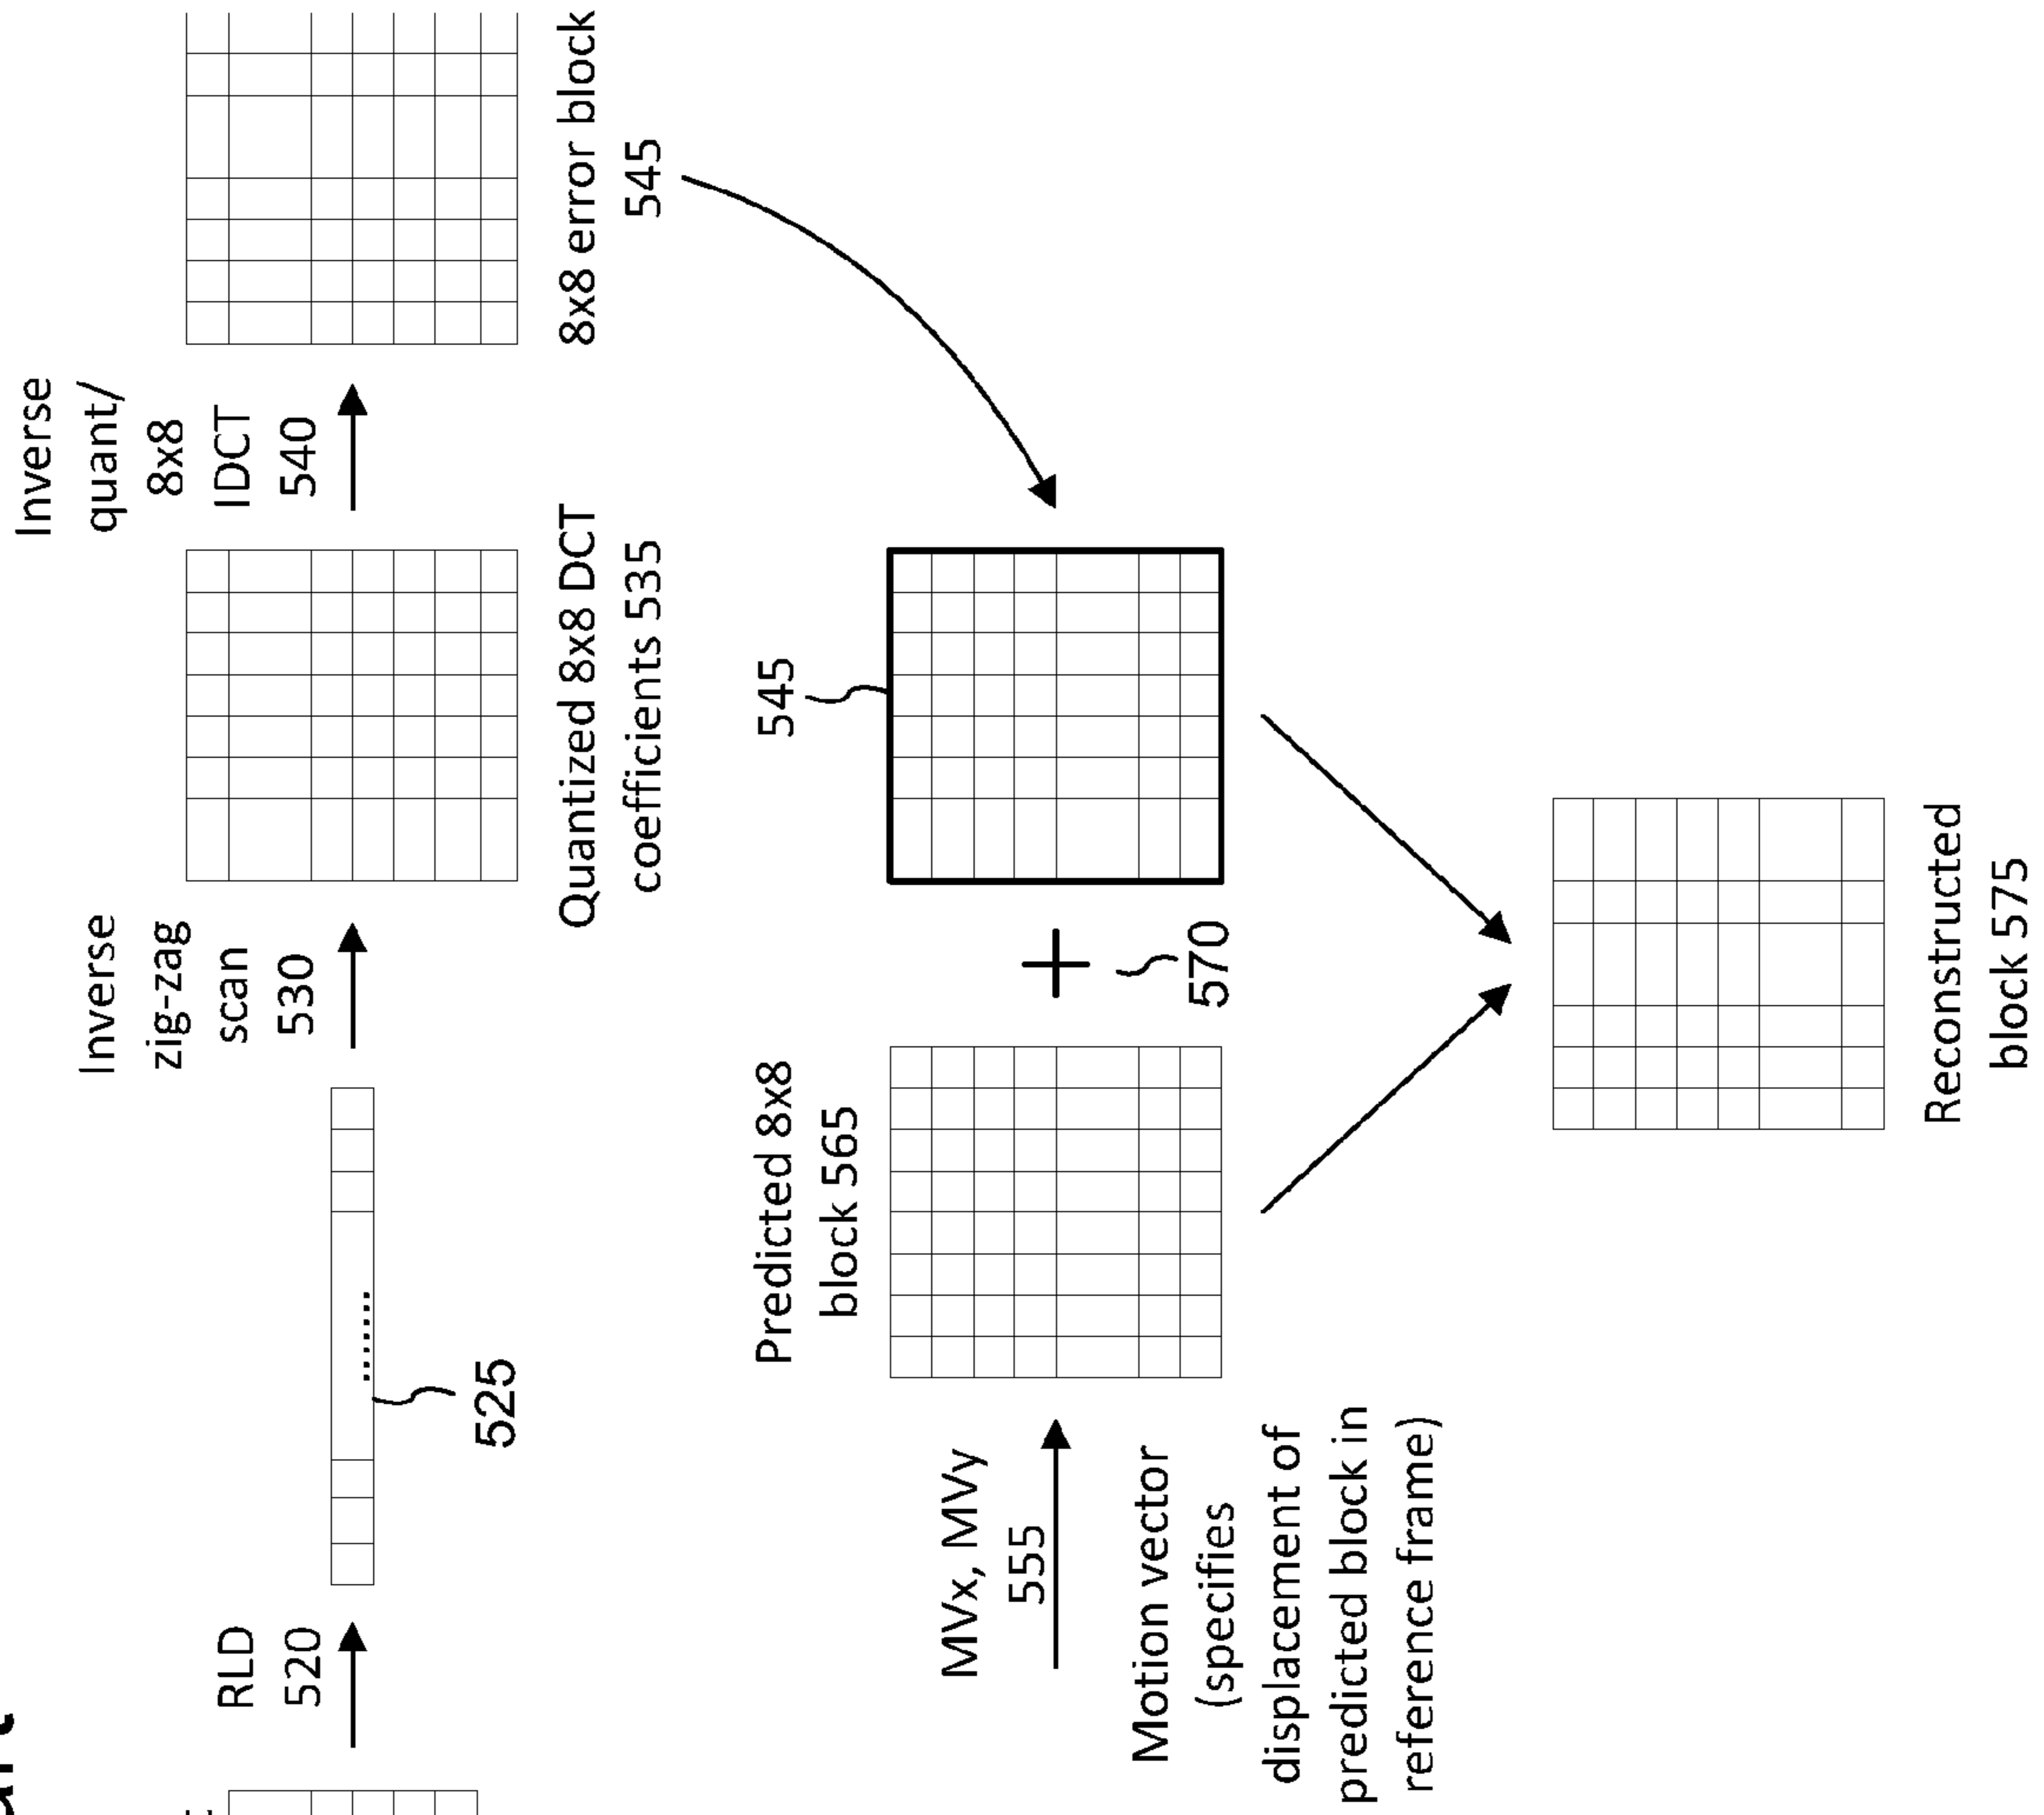 RLD
520
525
Inverse
zig-zag
scan
530
Quantized 8x8 DCT
coefficients 535
Inverse
quant/
8x8
IDCT
540
8x8 error block
545
MVx, MVy
555
Motion vector
(specifies
displacement of
predicted block in
reference frame)
Predicted 8x8
block 565
570
545
Reconstructed
block 575